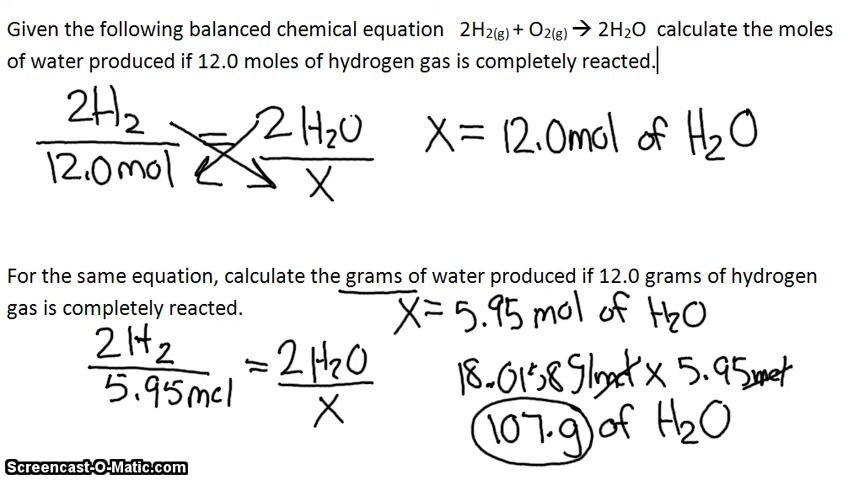 Given the following balanced chemical equation 2H2(g) + O2(g) → 2H2O calculate the moles
of water produced if 12.0 moles of hydrogen gas is completely reacted.
2H2 = 2H2O
12.0mol X
X = 12.0mol of H2O
For the same equation, calculate the grams of water produced if 12.0 grams of hydrogen
gas is completely reacted.
X = 5.95 mol of H2O
2H2 = 2H2O
5.95mol X
18.0158g/mol x 5.95mol
107.g of H2O
Screencast-O-Matic.com